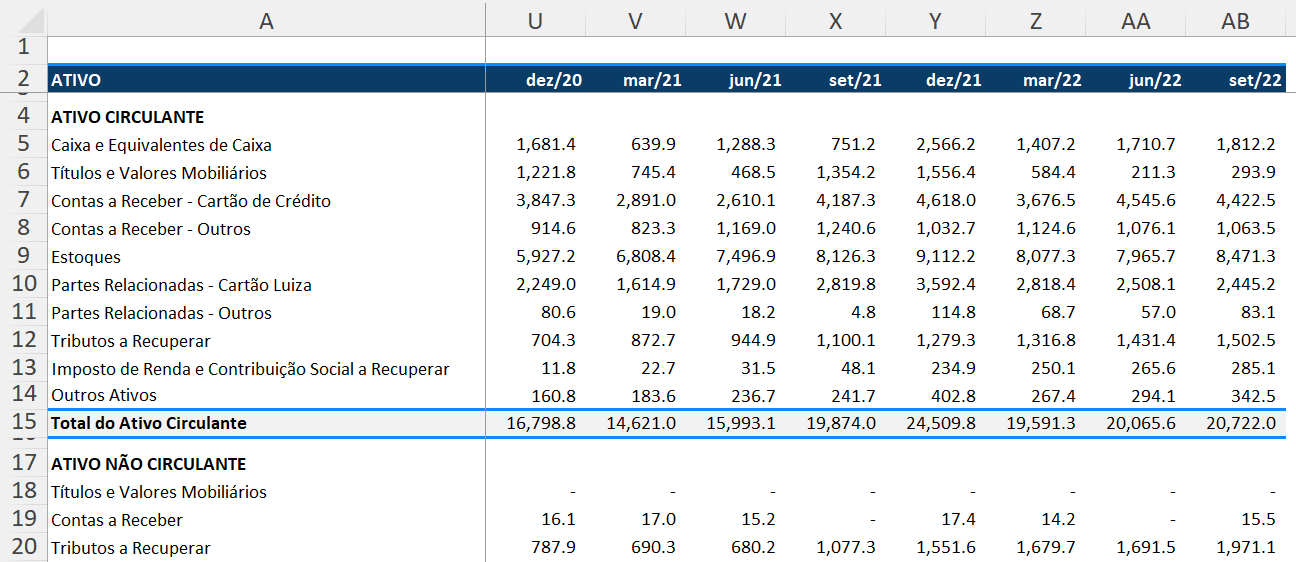 A U V W X Y Z AA AB
1
2 ATIVO dez/20 mar/21 jun/21 set/21 dez/21 mar/22 jun/22 set/22
4 ATIVO CIRCULANTE
5 Caixa e Equivalentes de Caixa 1,681.4 639.9 1,288.3 751.2 2,566.2 1,407.2 1,710.7 1,812.2
6 Títulos e Valores Mobiliários 1,221.8 745.4 468.5 1,354.2 1,556.4 584.4 211.3 293.9
7 Contas a Receber - Cartão de Crédito 3,847.3 2,891.0 2,610.1 4,187.3 4,618.0 3,676.5 4,545.6 4,422.5
8 Contas a Receber - Outros 914.6 823.3 1,169.0 1,240.6 1,032.7 1,124.6 1,076.1 1,063.5
9 Estoques 5,927.2 6,808.4 7,496.9 8,126.3 9,112.2 8,077.3 7,965.7 8,471.3
10 Partes Relacionadas - Cartão Luiza 2,249.0 1,614.9 1,729.0 2,819.8 3,592.4 2,818.4 2,508.1 2,445.2
11 Partes Relacionadas - Outros 80.6 19.0 18.2 4.8 114.8 68.7 57.0 83.1
12 Tributos a Recuperar 704.3 872.7 944.9 1,100.1 1,279.3 1,316.8 1,431.4 1,502.5
13 Imposto de Renda e Contribuição Social a Recuperar 11.8 22.7 31.5 48.1 234.9 250.1 265.6 285.1
14 Outros Ativos 160.8 183.6 236.7 241.7 402.8 267.4 294.1 342.5
15 Total do Ativo Circulante 16,798.8 14,621.0 15,993.1 19,874.0 24,509.8 19,591.3 20,065.6 20,722.0
17 ATIVO NÃO CIRCULANTE
18 Títulos e Valores Mobiliários - - - - - - - -
19 Contas a Receber 16.1 17.0 15.2 - 17.4 14.2 - 15.5
20 Tributos a Recuperar 787.9 690.3 680.2 1,077.3 1,551.6 1,679.7 1,691.5 1,971.1